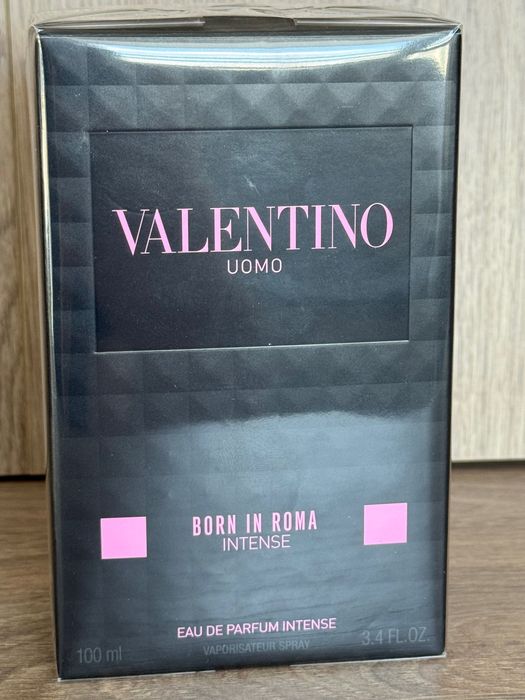 VALENTINO
UOMO
BORN IN ROMA
INTENSE
EAU DE PARFUM INTENSE
100 ml VAPORISATEUR SPRAY 3.4 FL.OZ.